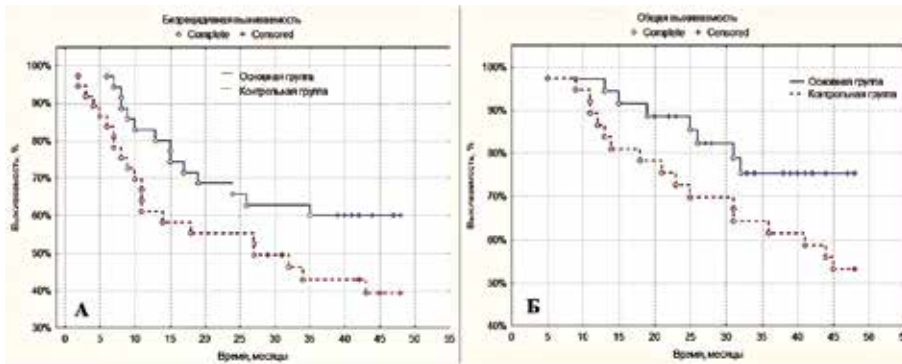 Безрецидивная выживаемость
Complete Censored
Основная группа
Контрольная группа
Выживаемость, %
100%
90%
80%
70%
60%
50%
40%
30%
А
0 5 10 15 20 25 30 35 40 45 50 55
Время, месяцы
Общая выживаемость
Complete Censored
Основная группа
Контрольная группа
Выживаемость, %
100%
90%
80%
70%
60%
50%
40%
Б
0 5 10 15 20 25 30 35 40 45 50 55
Время, месяцы